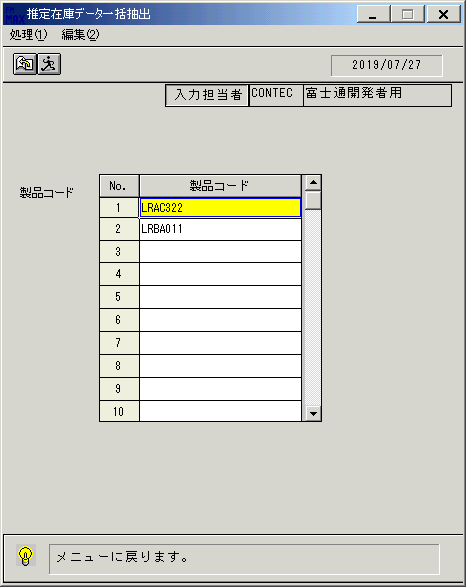 推定在庫データ一括抽出
処理(1) 編集(2)
2019/07/27
入力担当者 CONTEC 富士通開発者用
製品コード
No. 製品コード
1 LRAC322
2 LRBA011
3
4
5
6
7
8
9
10
メニューに戻ります。